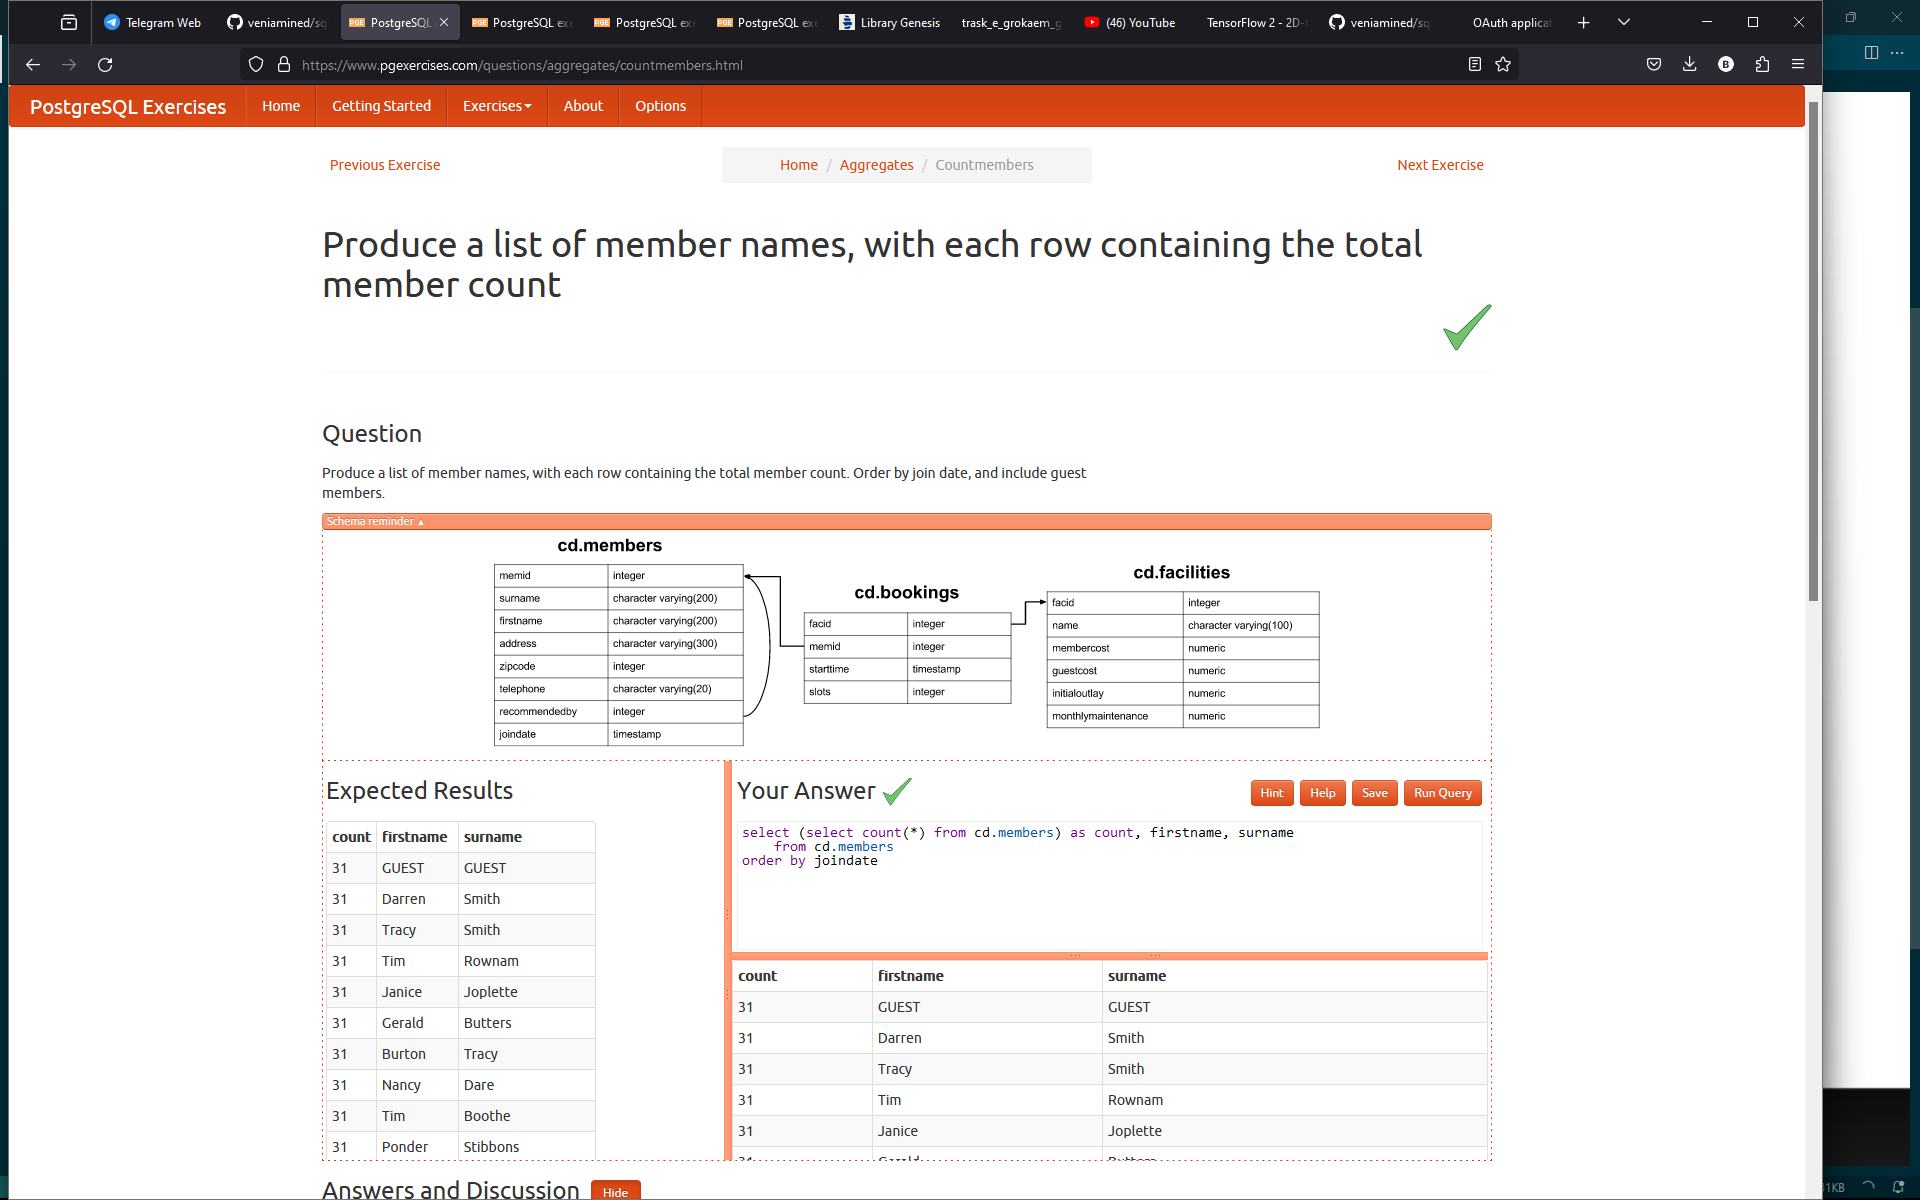 Telegram Web
veniamined/sq
PostgreSQL
PostgreSQL exe
PostgreSQL exe
PostgreSQL exe
Library Genesis
trask_e_grokaem_g
(46) YouTube
TensorFlow 2 - 2D-
veniamined/sq
OAuth applicat
https://www.pgexercises.com/questions/aggregates/countmembers.html
PostgreSQL Exercises
Home
Getting Started
Exercises
About
Options
Previous Exercise
Home / Aggregates / Countmembers
Next Exercise
Produce a list of member names, with each row containing the total
member count
Question
Produce a list of member names, with each row containing the total member count. Order by join date, and include guest
members.
Schema reminder ▲
cd.members
memid integer
surname character varying(200)
firstname character varying(200)
address character varying(300)
zipcode integer
telephone character varying(20)
recommendedby integer
joindate timestamp
cd.bookings
facid integer
memid integer
starttime timestamp
slots integer
cd.facilities
facid integer
name character varying(100)
membercost numeric
guestcost numeric
initialoutlay numeric
monthlymaintenance numeric
Expected Results
count firstname surname
31 GUEST GUEST
31 Darren Smith
31 Tracy Smith
31 Tim Rownam
31 Janice Joplette
31 Gerald Butters
31 Burton Tracy
31 Nancy Dare
31 Tim Boothe
31 Ponder Stibbons
Your Answer
Hint
Help
Save
Run Query
select (select count(*) from cd.members) as count, firstname, surname
from cd.members
order by joindate
count firstname surname
31 GUEST GUEST
31 Darren Smith
31 Tracy Smith
31 Tim Rownam
31 Janice Joplette
31 Gerald Butters
Answers and Discussion
Hide